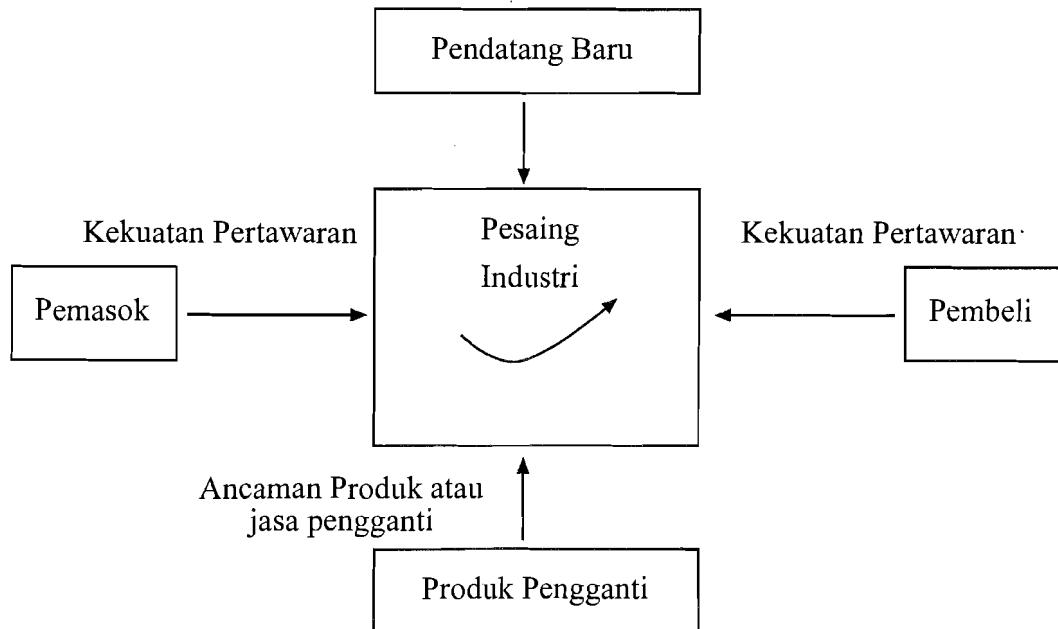 Pendatang Baru
Kekuatan Pertawaran
Pesaing
Industri
Kekuatan Pertawaran
Pemasok
Pembeli
Ancaman Produk atau
jasa pengganti
Produk Pengganti